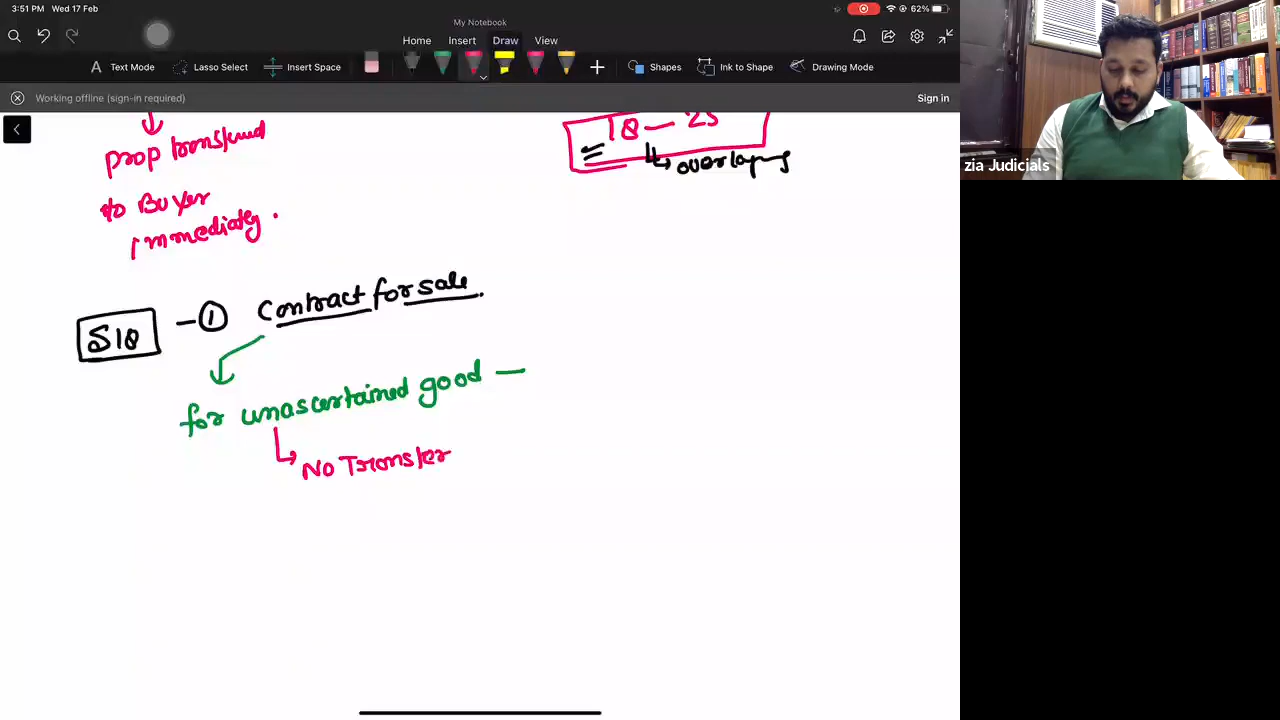 3:51 PM Wed 17 Feb
62%
My Notebook
Home Insert Draw View
Text Mode Lasso Select Insert Space Shapes Ink to Shape Drawing Mode
Working offline (sign-in required) Sign in
zia Judicials
18 — 25
overlaping
prop transferred
to Buyer
immediately.
S18 - ① Contract for sale.
for unascertained good —
No Transfer